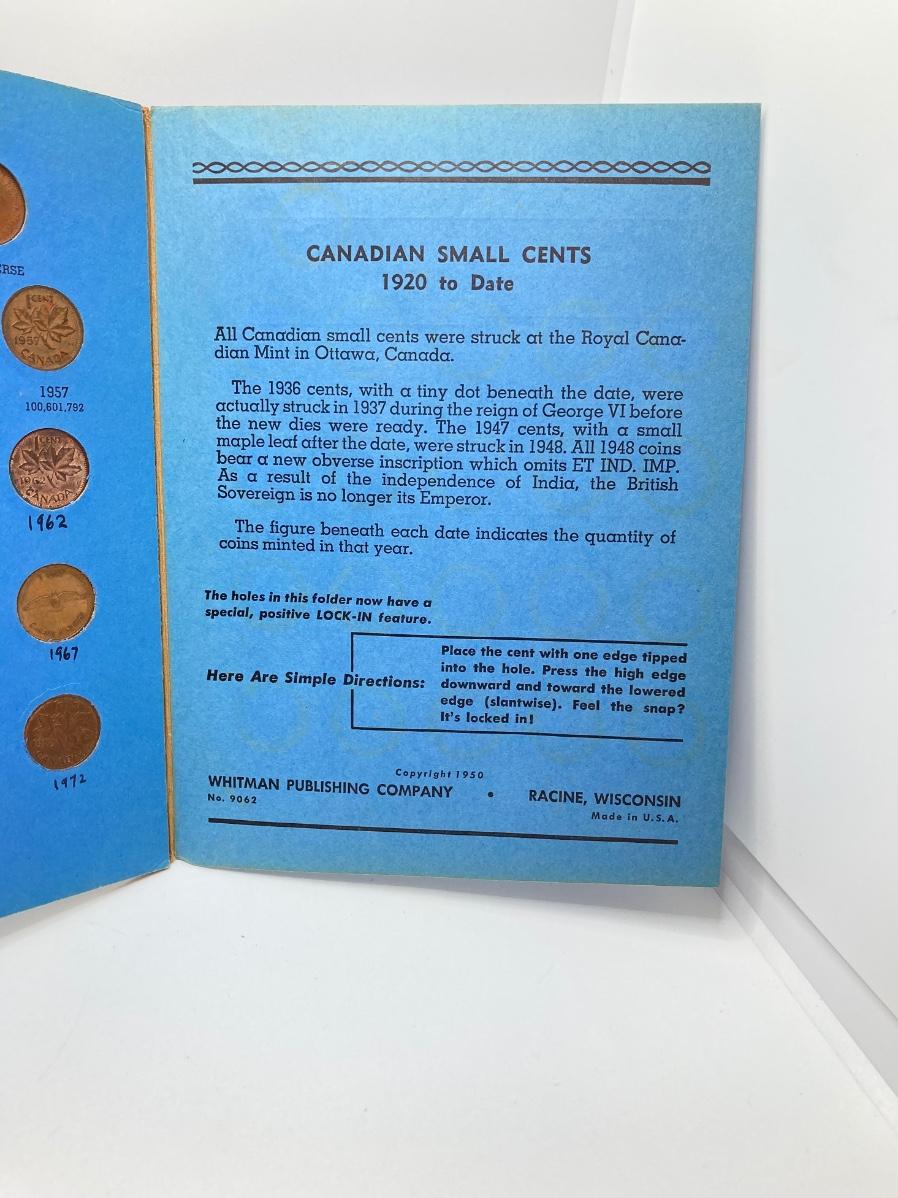 ERSE
CENT
1957
CANADA
1957
100,601,792
CENT
1962
CANADA
1962
1967
1972
CANADIAN SMALL CENTS
1920 to Date
All Canadian small cents were struck at the Royal Cana-
dian Mint in Ottawa, Canada.
The 1936 cents, with a tiny dot beneath the date, were
actually struck in 1937 during the reign of George VI before
the new dies were ready. The 1947 cents, with a small
maple leaf after the date, were struck in 1948. All 1948 coins
bear a new obverse inscription which omits ET IND. IMP.
As a result of the independence of India, the British
Sovereign is no longer its Emperor.
The figure beneath each date indicates the quantity of
coins minted in that year.
The holes in this folder now have a
special, positive LOCK-IN feature.
Here Are Simple Directions:
Place the cent with one edge tipped
into the hole. Press the high edge
downward and toward the lowered
edge (slantwise). Feel the snap?
It's locked in!
Copyright 1950
WHITMAN PUBLISHING COMPANY • RACINE, WISCONSIN
No. 9062
Made in U.S.A.